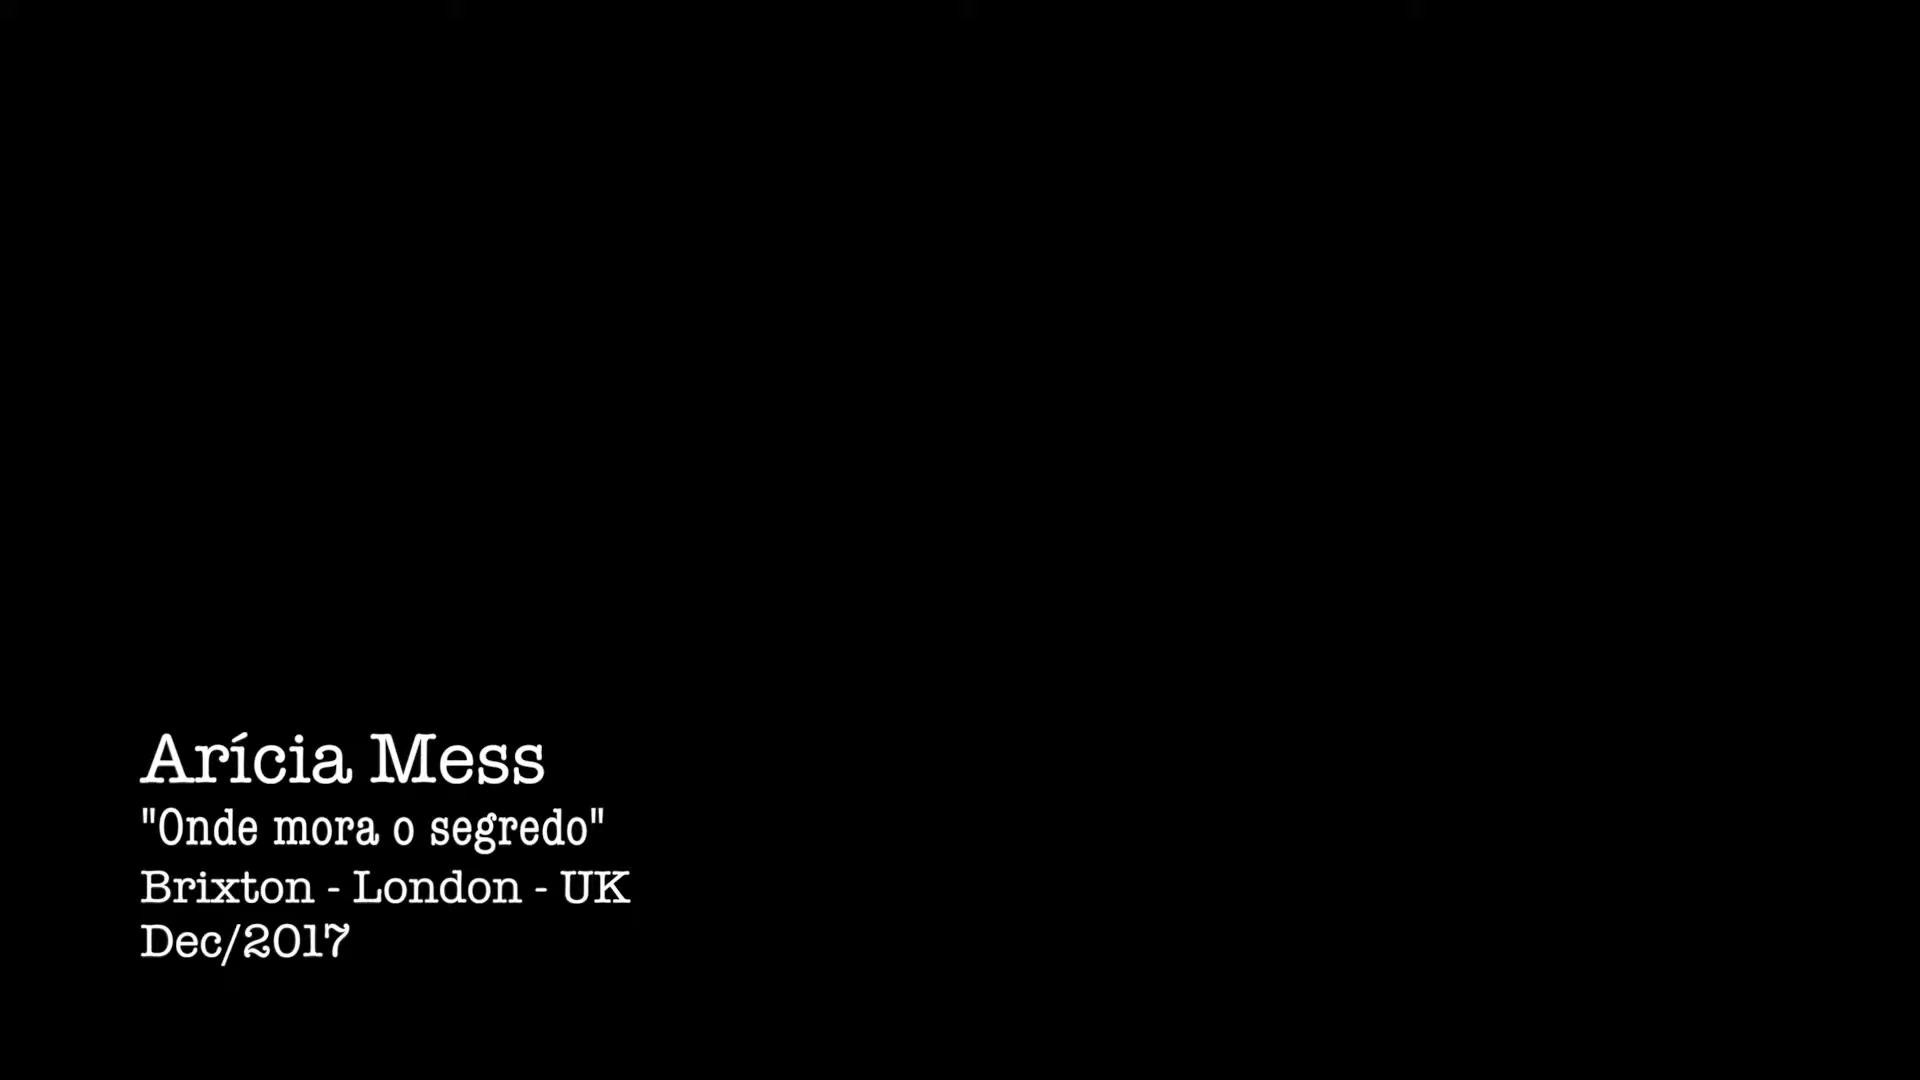 Arícia Mess
"Onde mora o segredo"
Brixton - London - UK
Dec/2017